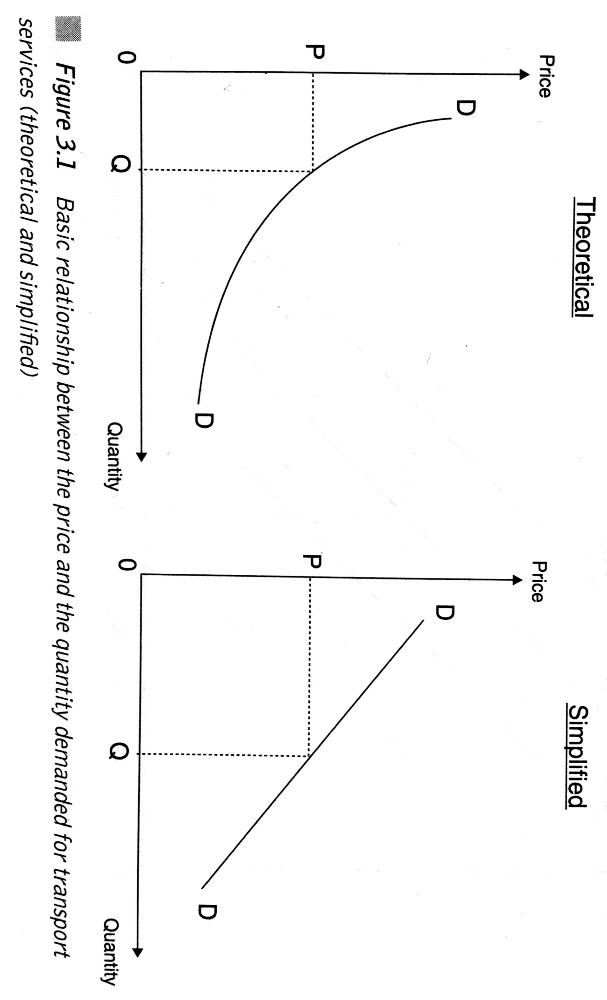 Theoretical
Price
D
P
D
0
Q
Quantity
Simplified
Price
D
P
D
0
Q
Quantity
Figure 3.1 Basic relationship between the price and the quantity demanded for transport
services (theoretical and simplified)